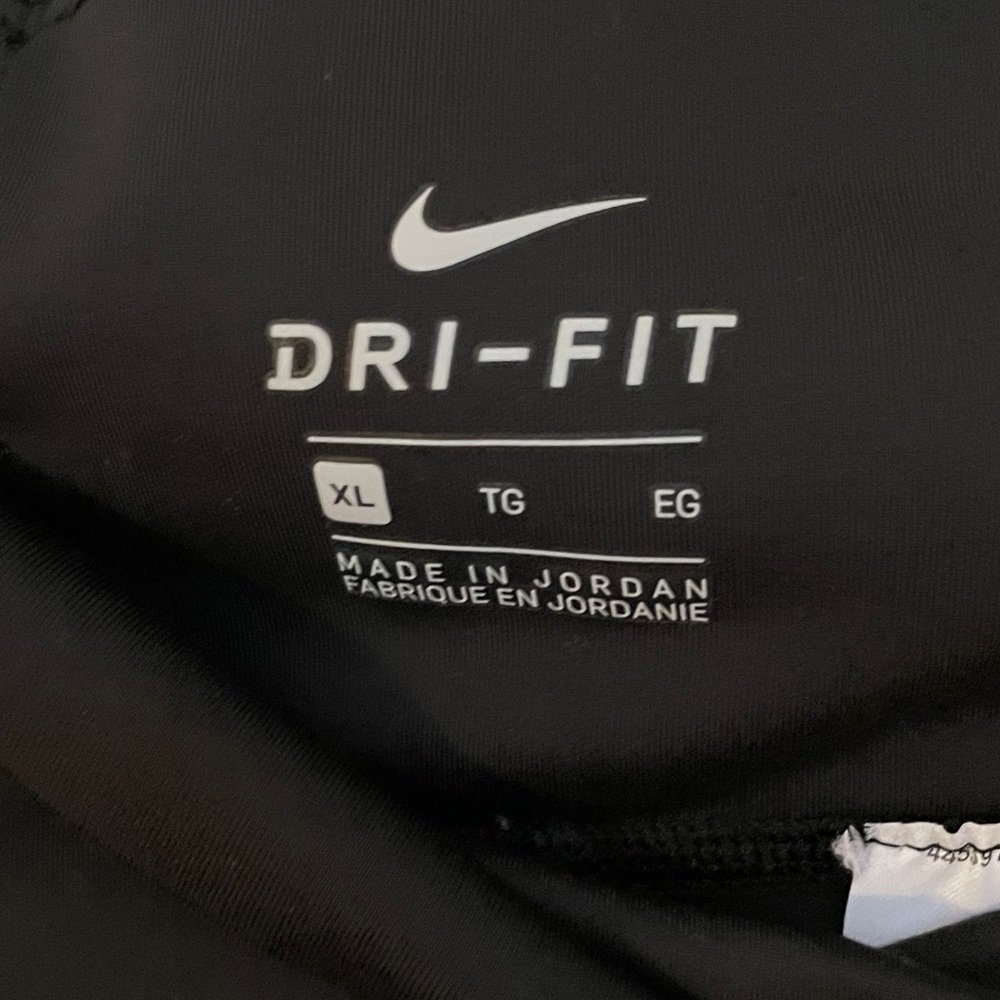 DRI-FIT
XL TG EG
MADE IN JORDAN
FABRIQUE EN JORDANIE